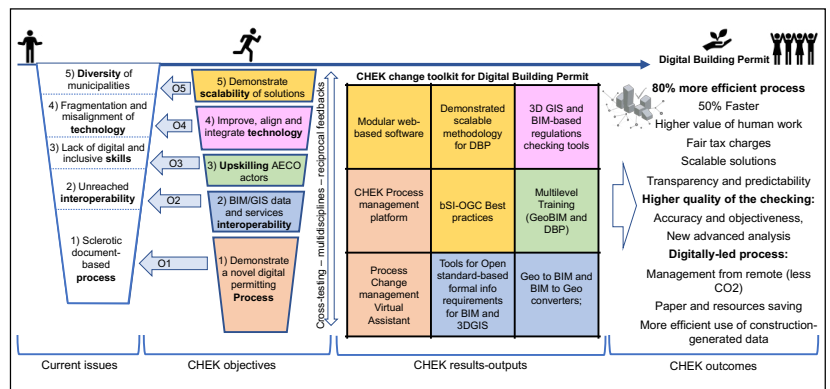 Digital Building Permit
5) Diversity of
municipalities
4) Fragmentation and
misalignment of
technology
3) Lack of digital and
inclusive skills
2) Unreached
interoperability
1) Sclerotic
document-
based
process
O5
O4
O3
O2
O1
5) Demonstrate
scalability of solutions
4) Improve, align and
integrate technology
3) Upskilling AECO
actors
2) BIM/GIS data
and services
interoperability
1) Demonstrate
a novel digital
permitting
Process
Cross-testing – multidisciplines – reciprocal feedbacks
CHEK change toolkit for Digital Building Permit
Modular web-
based software
Demonstrated
scalable
methodology for
DBP
3D GIS and
BIM-based
regulations
checking tools
CHEK Process
management
platform
bSI-OGC Best
practices
Multilevel
Training
(GeoBIM and
DBP)
Process
Change
management
Virtual
Assistant
Tools for Open
standard-based
formal info
requirements
for BIM and
3DGIS
Geo to BIM and
BIM to Geo
converters;
80% more efficient process
50% Faster
Higher value of human work
Fair tax charges
Scalable solutions
Transparency and predictability
Higher quality of the checking:
Accuracy and objectiveness,
New advanced analysis
Digitally-led process:
Management from remote (less
CO2)
Paper and resources saving
More efficient use of construction-
generated data
Current issues
CHEK objectives
CHEK results-outputs
CHEK outcomes